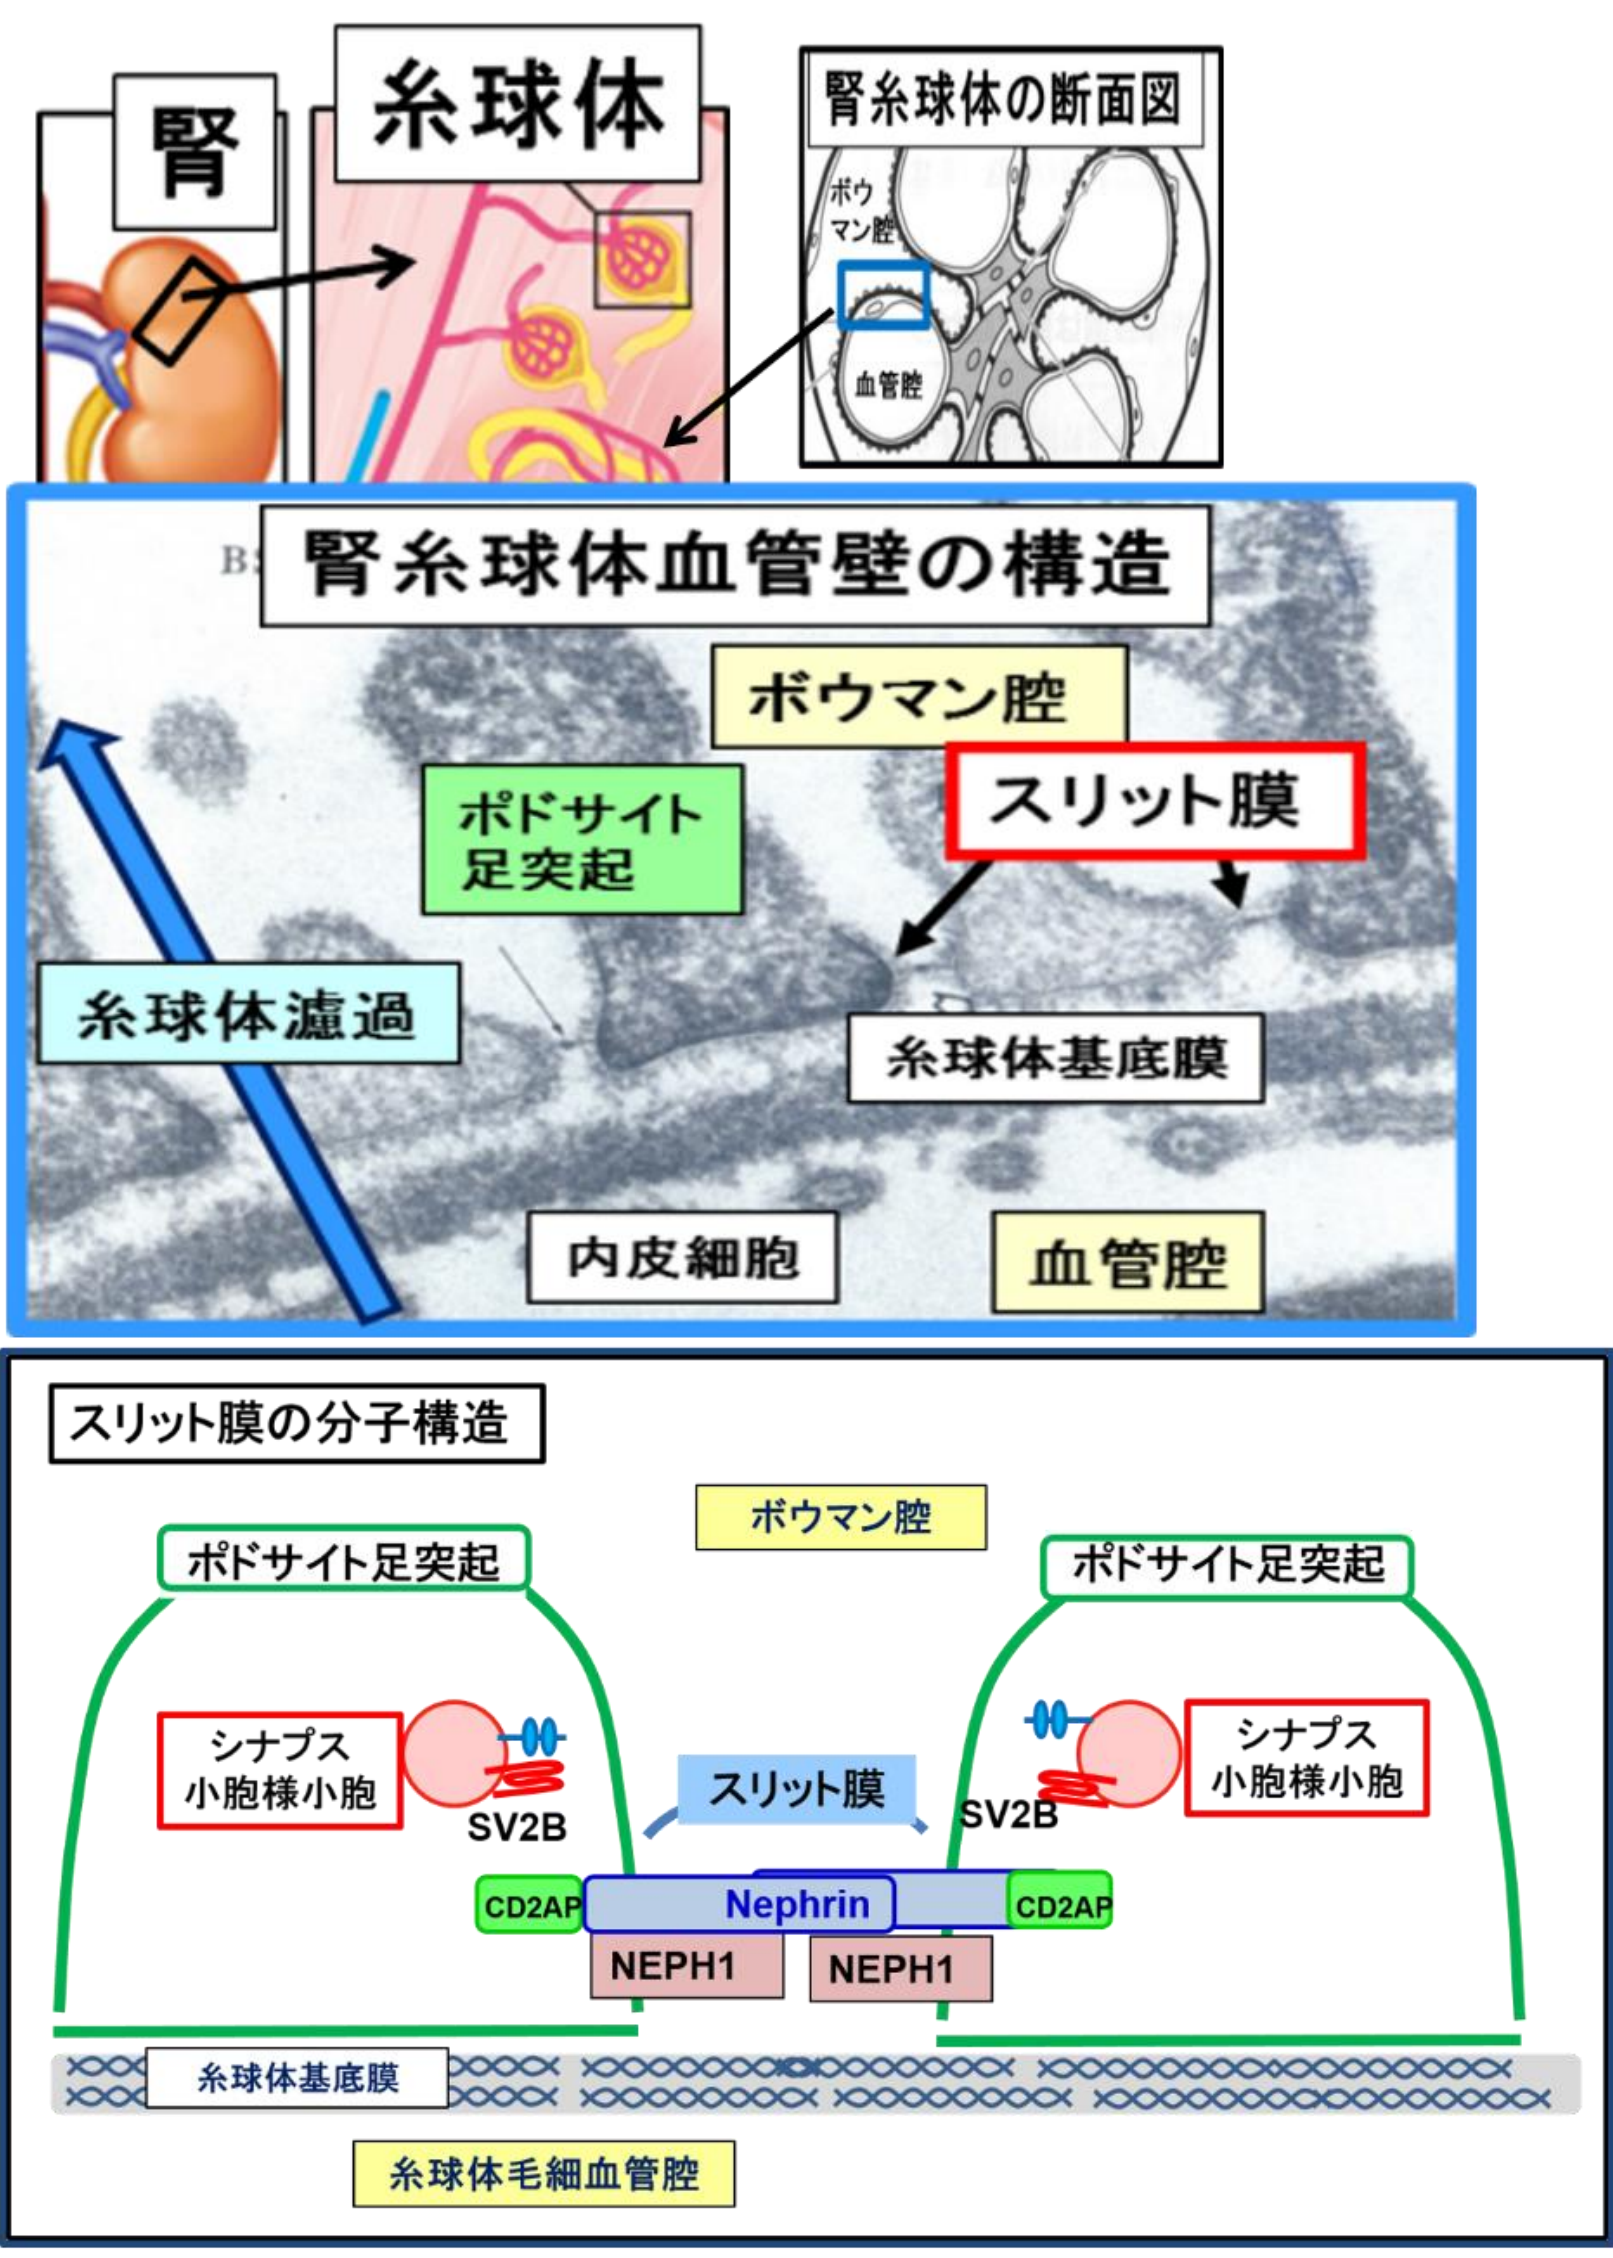 腎
糸球体
腎糸球体の断面図
ボウ
マン腔
血管腔
腎糸球体血管壁の構造
ボウマン腔
スリット膜
ポドサイト
足突起
糸球体濾過
糸球体基底膜
内皮細胞
血管腔
スリット膜の分子構造
ボウマン腔
ポドサイト足突起
ポドサイト足突起
シナプス
小胞様小胞
SV2B
スリット膜
SV2B
シナプス
小胞様小胞
CD2AP
Nephrin
CD2AP
NEPH1
NEPH1
糸球体基底膜
糸球体毛細血管腔